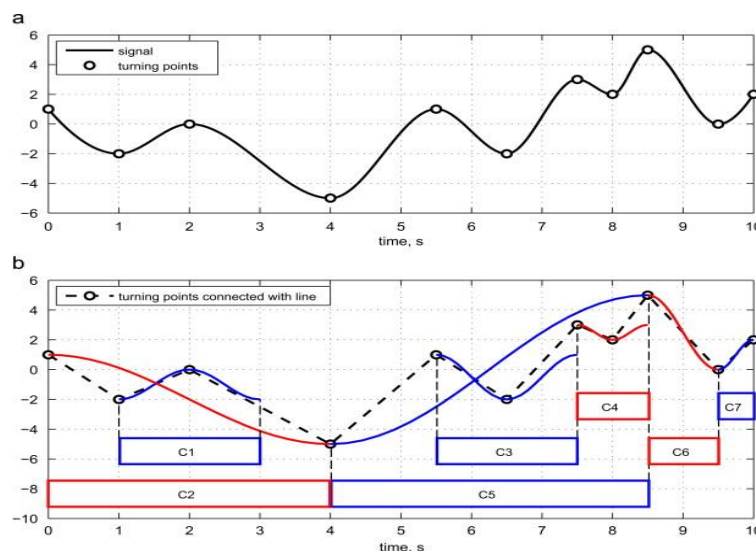 a
6
4
2
0
−2
−4
−6
signal
turning points
0 1 2 3 4 5 6 7 8 9 10
time, s
b
6
4
2
0
−2
−4
−6
−8
−10
turning points connected with line
C4
C7
C1
C3
C6
C2
C5
0 1 2 3 4 5 6 7 8 9 10
time, s